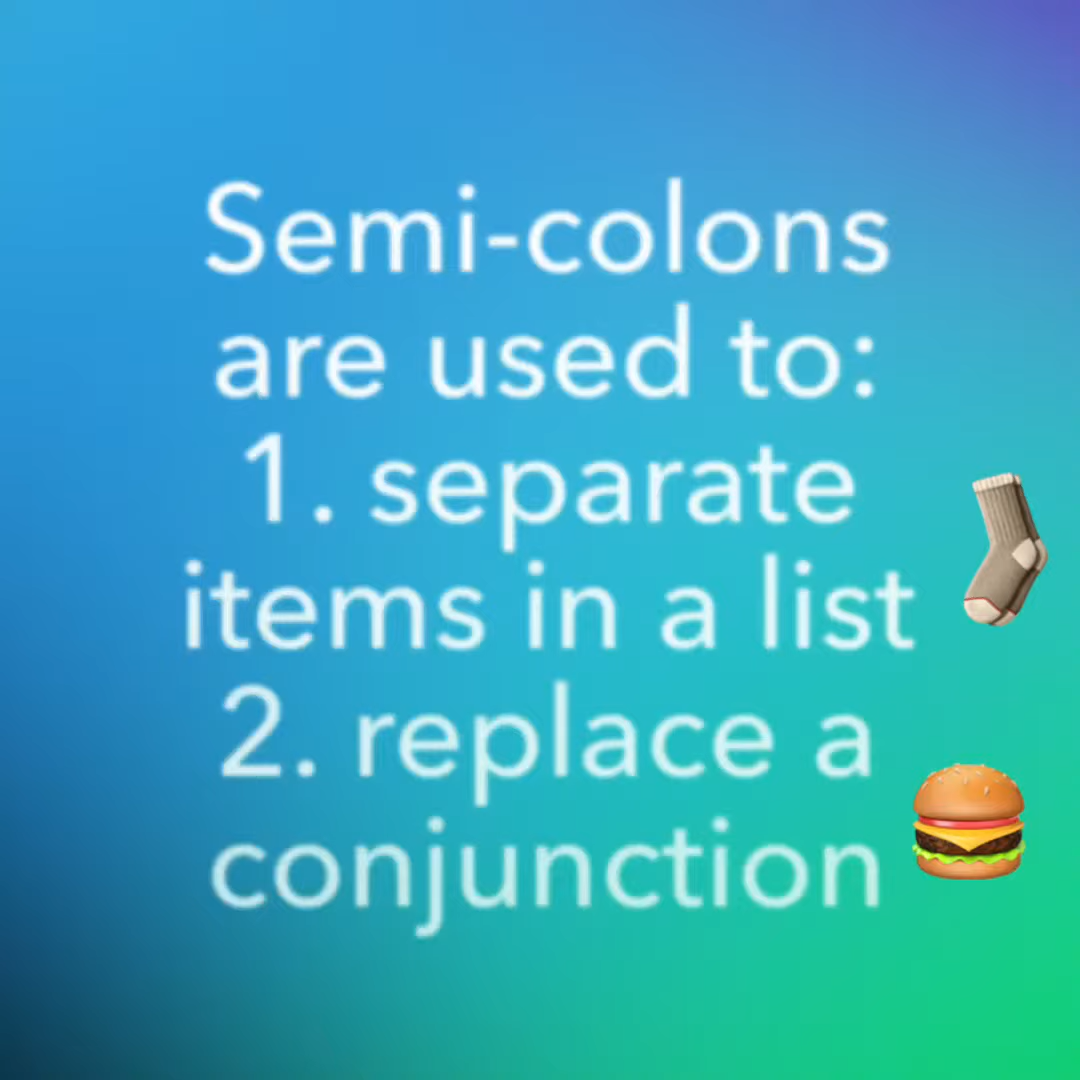 Semi-colons
are used to:
1. separate
items in a list
2. replace a
conjunction